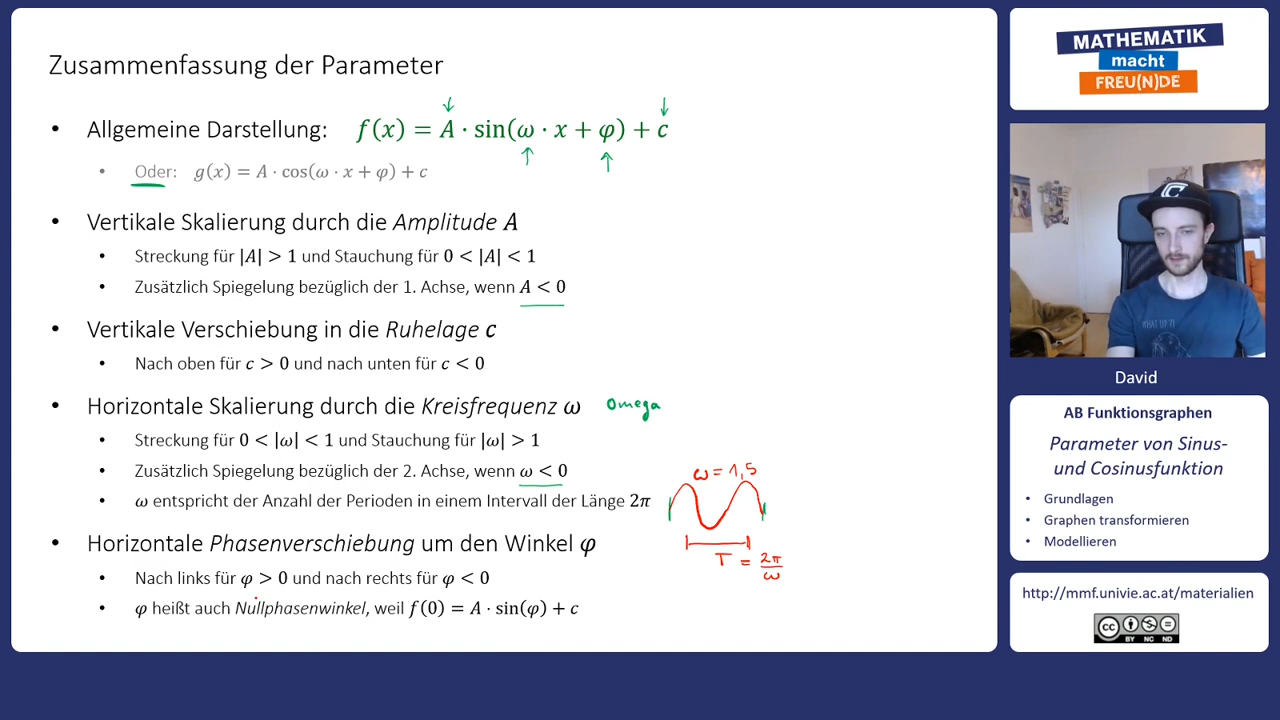 Zusammenfassung der Parameter
• Allgemeine Darstellung: f(x) = A · sin(ω · x + φ) + c
• Oder: g(x) = A · cos(ω · x + φ) + c
• Vertikale Skalierung durch die Amplitude A
• Streckung für |A| > 1 und Stauchung für 0 < |A| < 1
• Zusätzlich Spiegelung bezüglich der 1. Achse, wenn A < 0
• Vertikale Verschiebung in die Ruhelage c
• Nach oben für c > 0 und nach unten für c < 0
• Horizontale Skalierung durch die Kreisfrequenz ω Omega
• Streckung für 0 < |ω| < 1 und Stauchung für |ω| > 1
• Zusätzlich Spiegelung bezüglich der 2. Achse, wenn ω < 0
• ω entspricht der Anzahl der Perioden in einem Intervall der Länge 2π
ω = 1,5
T = 2π/ω
• Horizontale Phasenverschiebung um den Winkel φ
• Nach links für φ > 0 und nach rechts für φ < 0
• φ heißt auch Nullphasenwinkel, weil f(0) = A · sin(φ) + c
MATHEMATIK
macht
FREU(N)DE
C
WHAT UP?!
David
AB Funktionsgraphen
Parameter von Sinus-
und Cosinusfunktion
• Grundlagen
• Graphen transformieren
• Modellieren
http://mmf.univie.ac.at/materialien
CC BY NC ND